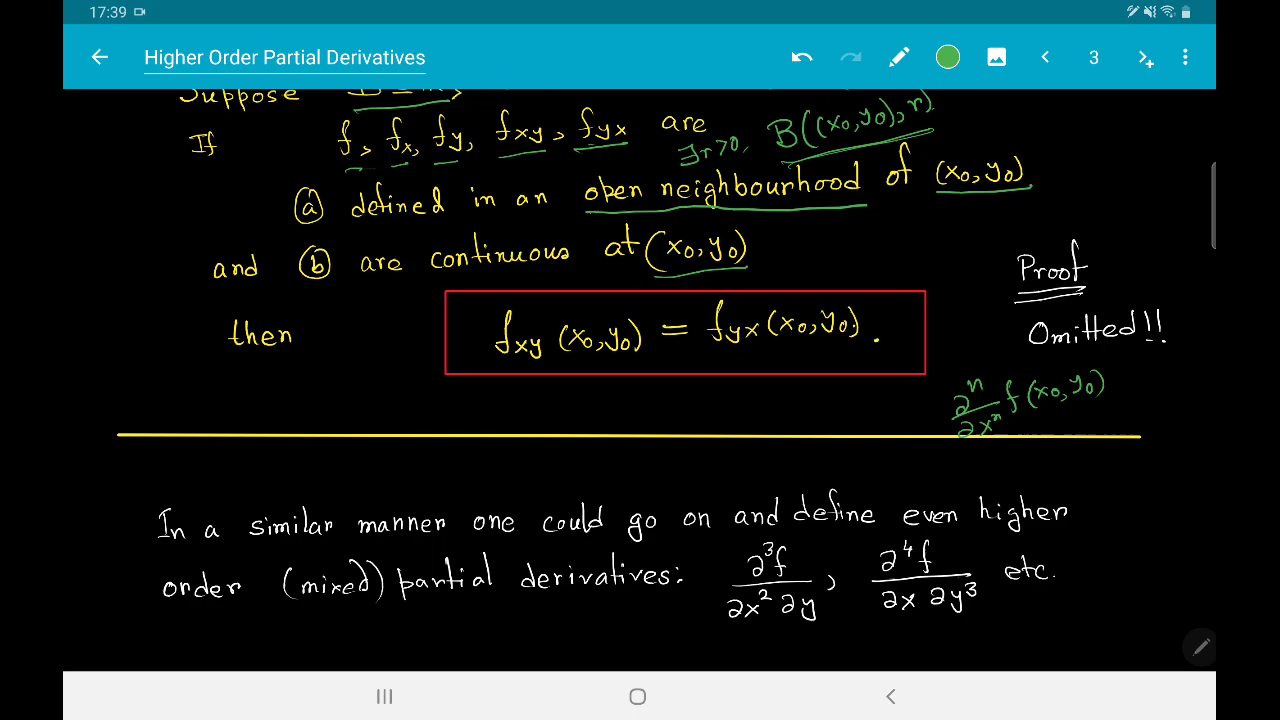 17:39
Higher Order Partial Derivatives
3
Suppose
If f, fx, fy, fxy, fyx are ∃r>0, B((x0,y0),r)
ⓐ defined in an open neighbourhood of (x0,y0)
and ⓑ are continuous at (x0,y0)
Proof
Omitted!!
then fxy (x0,y0) = fyx (x0,y0).
∂^n/∂x^n f(x0,y0)
In a similar manner one could go on and define even higher
order (mixed) partial derivatives: ∂³f/∂x²∂y, ∂⁴f/∂x∂y³ etc.